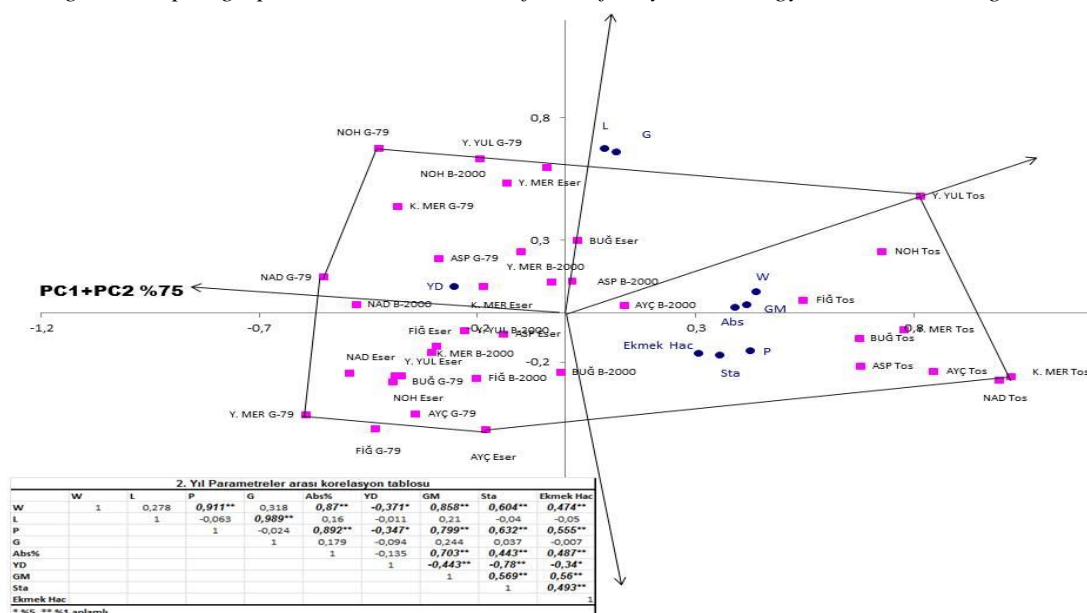 0,8
L
G
NOH G-79
Y. YUL G-79
NOH B-2000
Y. MER Eser
K. MER G-79
Y. YUL Tos
0,3
BUĞ Eser
NOH Tos
ASP G-79
Y. MER B-2000
ASP B-2000
NAD G-79
YD
W
PC1+PC2 %75
NAD B-2000
K. MER Eser
AYÇ B-2000
GM
FİĞ Tos
Abs
-1,2
-0,7
-0,2
0,3
0,8
FİĞ Eser
Y. YUL B-2000
ASP Eser
Y. MER Tos
BUĞ Tos
Ekmek Hac
P
K. MER B-2000
NAD Eser
Y. YUL Eser
-0,2
Sta
BUĞ G-79
FİĞ B-2000
BUĞ B-2000
ASP Tos
AYÇ Tos
K. MER Tos
NAD Tos
NOH Eser
Y. MER G-79
AYÇ G-79
FİĞ G-79
AYÇ Eser
2. Yıl Parametreler arası korelasyon tablosu
W L P G Abs% YD GM Sta Ekmek Hac
W 1 0,278 0,911** 0,318 0,87** -0,371* 0,858** 0,604** 0,474**
L 1 -0,063 0,989** 0,16 -0,011 0,21 -0,04 -0,05
P 1 -0,024 0,892** -0,347* 0,799** 0,632** 0,555**
G 1 0,179 -0,094 0,244 0,037 -0,007
Abs% 1 -0,135 0,703** 0,443** 0,487**
YD 1 -0,443** -0,78** -0,34*
GM 1 0,569** 0,56**
Sta 1 0,493**
Ekmek Hac 1
* %5, ** %1 anlamlı